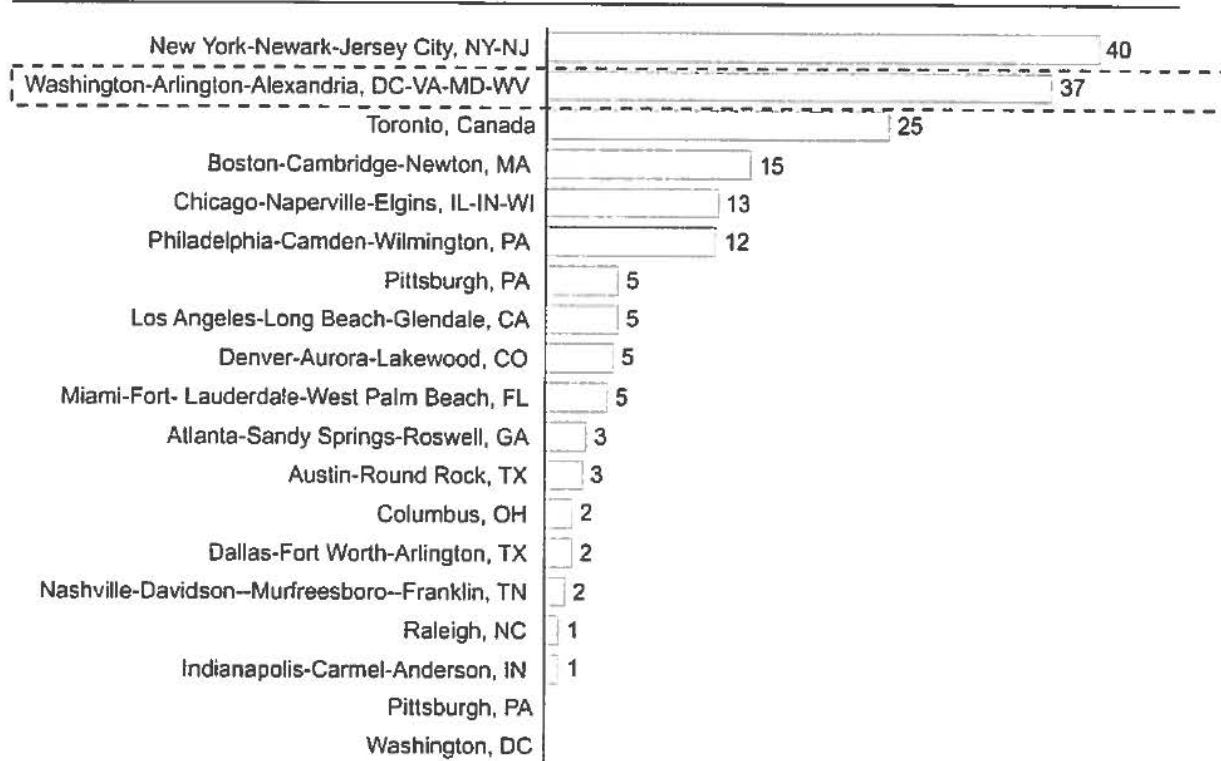 New York-Newark-Jersey City, NY-NJ 40
Washington-Arlington-Alexandria, DC-VA-MD-WV 37
Toronto, Canada 25
Boston-Cambridge-Newton, MA 15
Chicago-Naperville-Elgins, IL-IN-WI 13
Philadelphia-Camden-Wilmington, PA 12
Pittsburgh, PA 5
Los Angeles-Long Beach-Glendale, CA 5
Denver-Aurora-Lakewood, CO 5
Miami-Fort- Lauderdale-West Palm Beach, FL 5
Atlanta-Sandy Springs-Roswell, GA 3
Austin-Round Rock, TX 3
Columbus, OH 2
Dallas-Fort Worth-Arlington, TX 2
Nashville-Davidson--Murfreesboro--Franklin, TN 2
Raleigh, NC 1
Indianapolis-Carmel-Anderson, IN 1
Pittsburgh, PA
Washington, DC